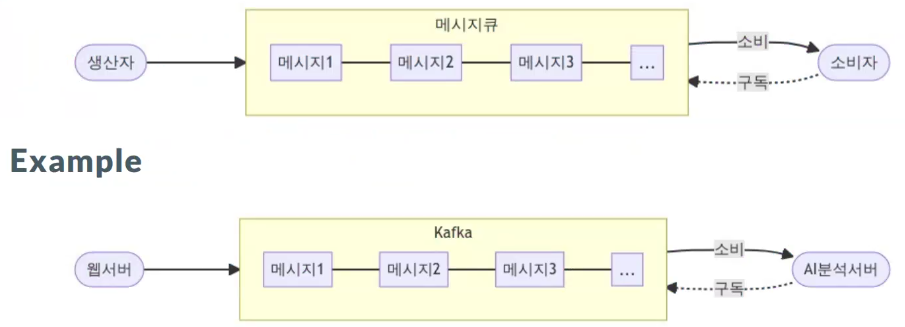 메시지큐
소비
생산자 메시지1 메시지2 메시지3 ... 소비자
구독
Example
Kafka
소비
웹서버 메시지1 메시지2 메시지3 ... AI분석서버
구독